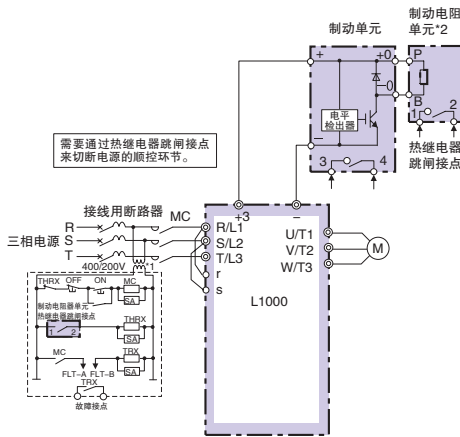 制动单元
制动电阻
单元*2
+
+0
P
0
电平
检出器
B
1
2
−
3
4
热继电器
跳闸接点
需要通过热继电器跳闸接点
来切断电源的顺控环节。
接线用断路器
MC
+3
−
三相电源
R
S
T
R/L1
S/L2
T/L3
r
s
U/T1
V/T2
W/T3
M
L1000
400/200V
*1
THRX
OFF
ON
MC
SA
制动电阻器单元
热继电器跳闸接点
1
2
THRX
SA
MC
FLT-A
FLT-B
TRX
SA
TRX
故障接点